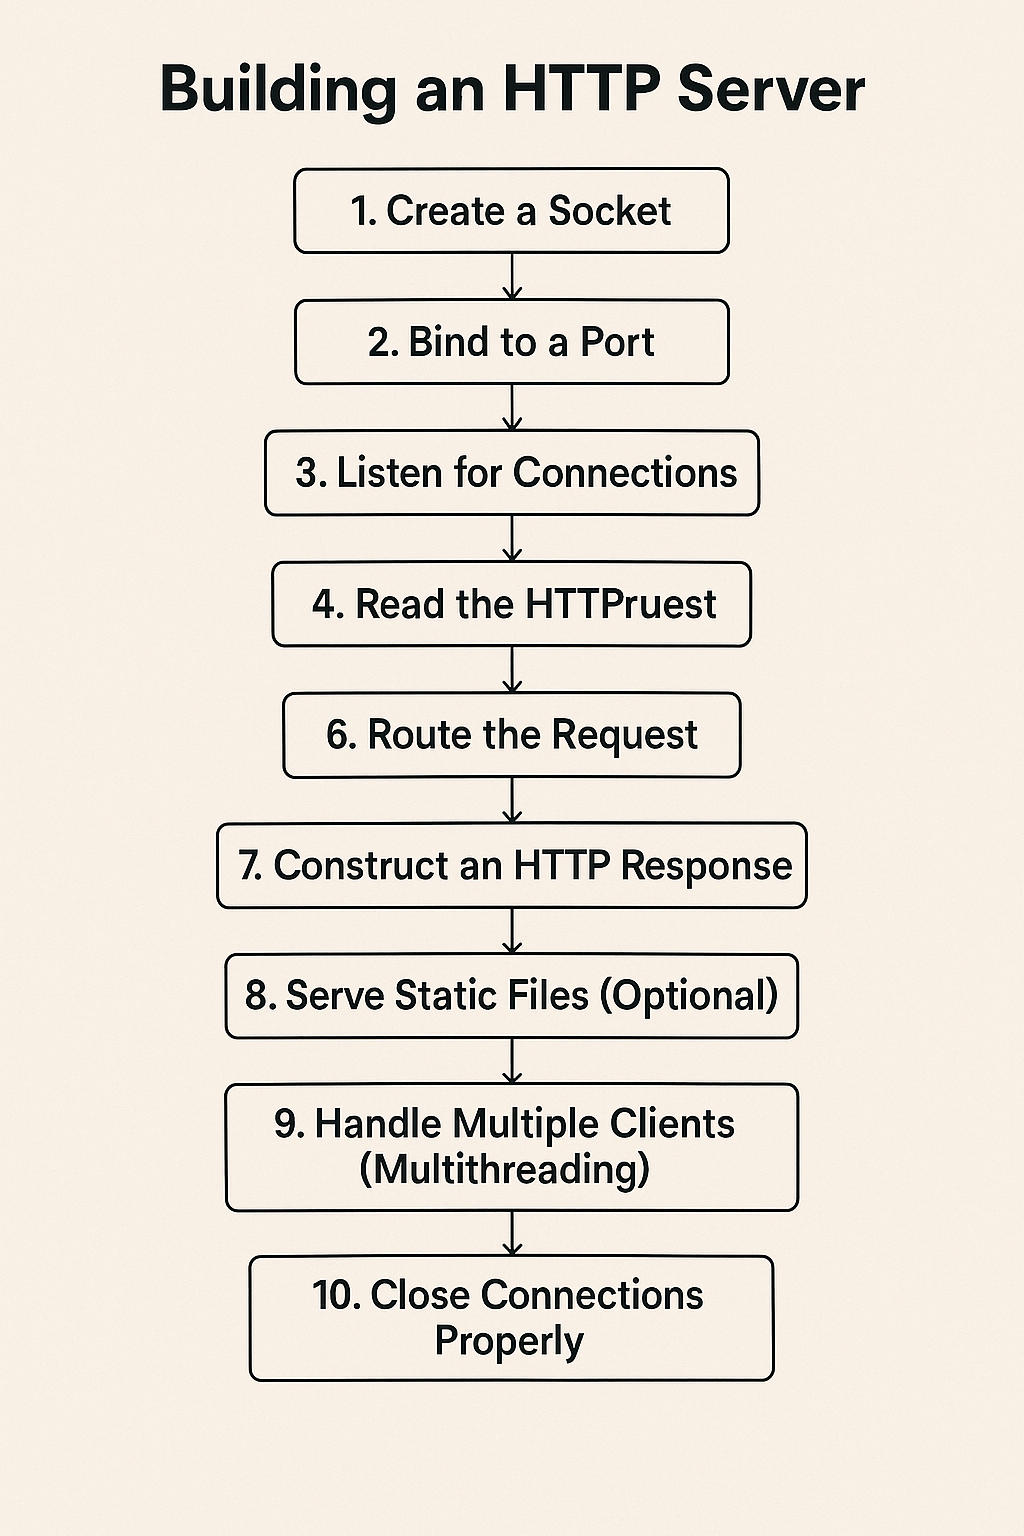 Building an HTTP Server
1. Create a Socket
2. Bind to a Port
3. Listen for Connections
4. Read the HTTPruest
6. Route the Request
7. Construct an HTTP Response
8. Serve Static Files (Optional)
9. Handle Multiple Clients
(Multithreading)
10. Close Connections
Properly